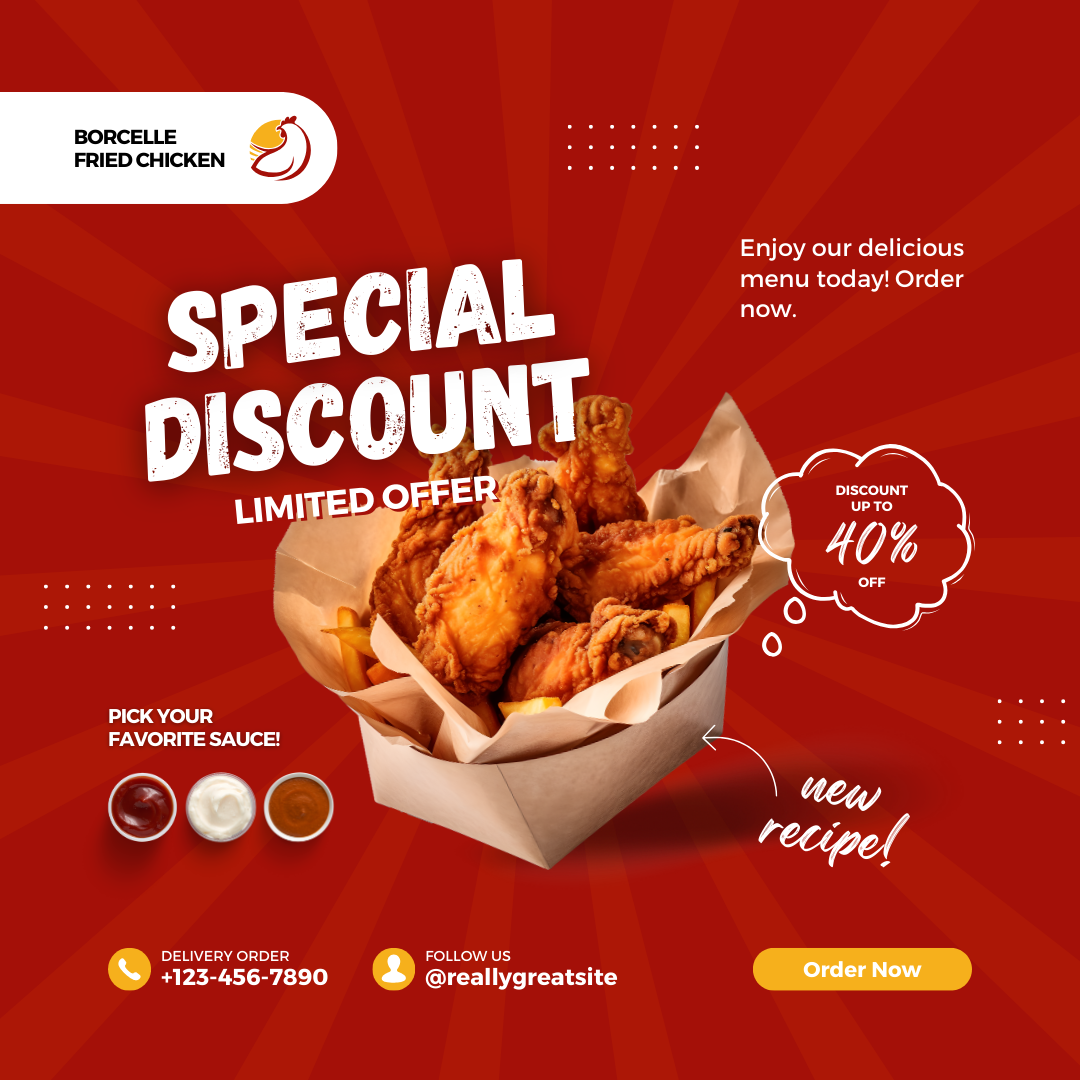 BORCELLE
FRIED CHICKEN
Enjoy our delicious
menu today! Order
now.
SPECIAL
DISCOUNT
LIMITED OFFER
DISCOUNT
UP TO
40%
OFF
PICK YOUR
FAVORITE SAUCE!
new
recipe!
DELIVERY ORDER
+123-456-7890
FOLLOW US
@reallygreatsite
Order Now